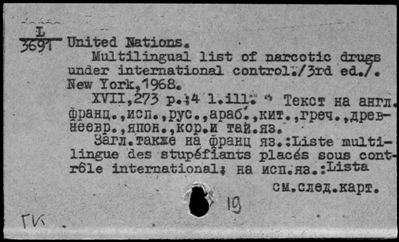 L
3691
United Nations.
Multilingual list of narcotic drugs
under international control./3rd ed./.
New York,1968.
XVII,273 p.;4 l.ill. Текст на англ.
франц.,исп.,рус.,араб.,кит.,греч.,древ-
неевр.,япон.,кор.и тай.яз.
Загл.также на франц яз.:Liste multi-
lingue des stupéfiants placés sous cont-
rôle international; на исп.яз.:Lista
см.след.карт.
19
ГК